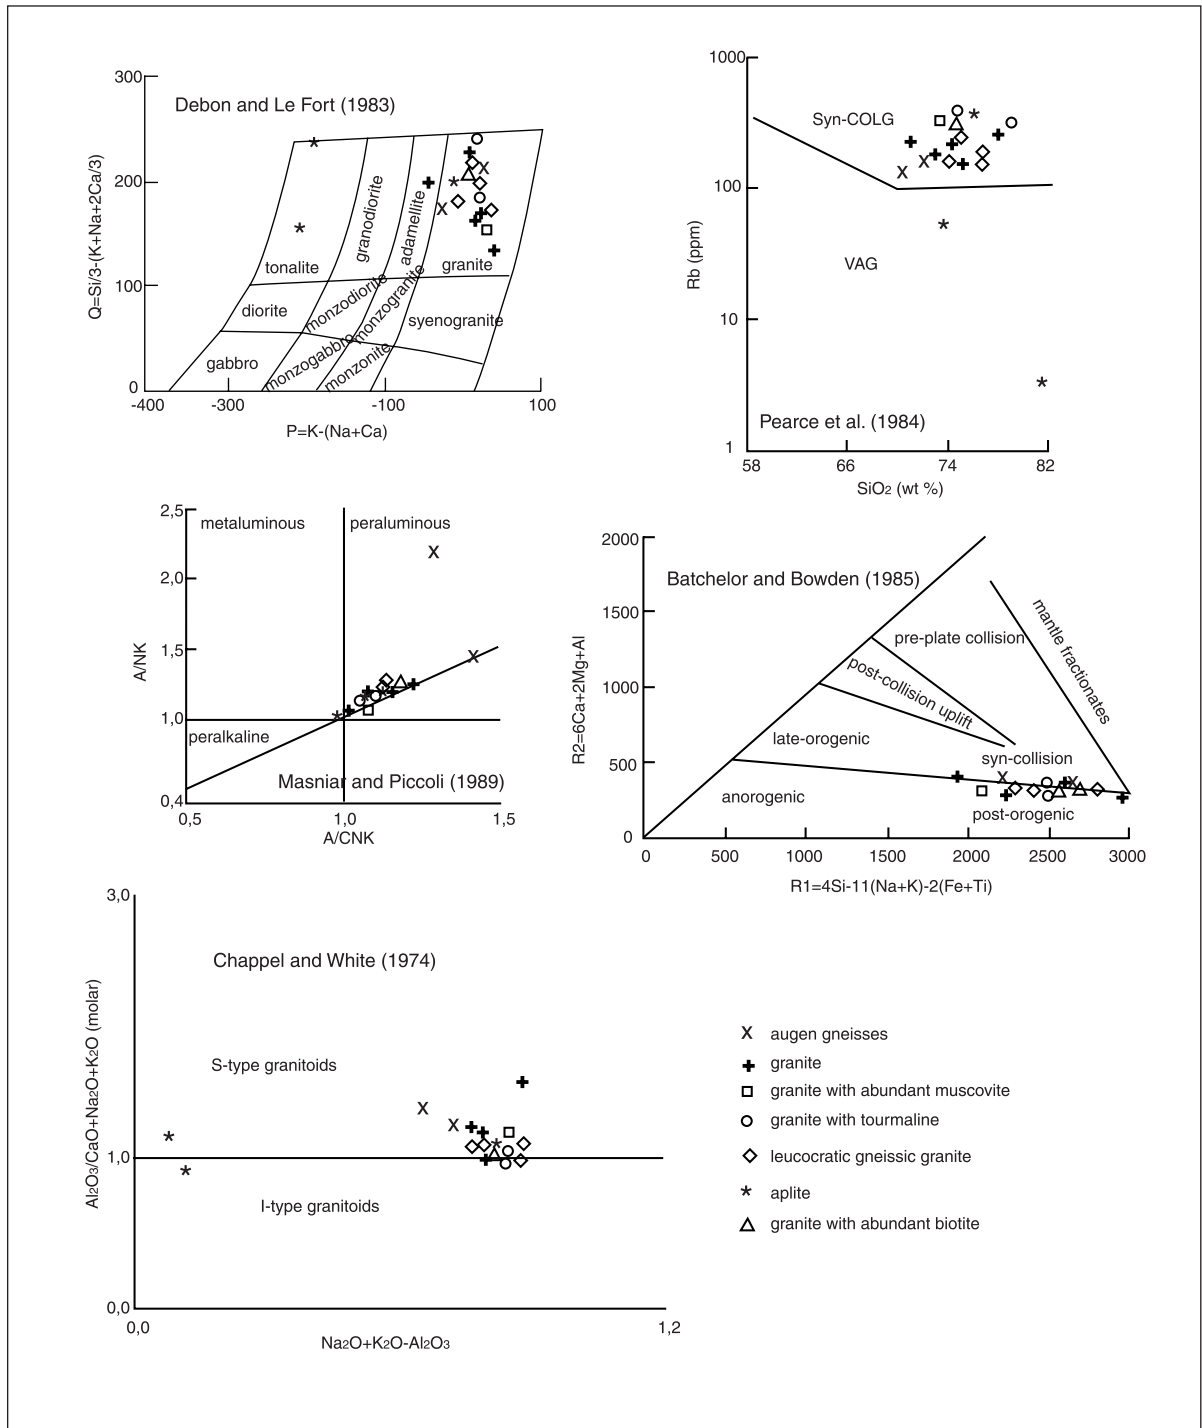 Debon and Le Fort (1983)
300
200
100
0
Q=Si/3-(K+Na+2Ca/3)
tonalite
granodiorite
adamellite
granite
diorite
monzodiorile
monzogranite
syenogranite
gabbro
monzogabbro
monzonite
-400
-300
-100
100
P=K-(Na+Ca)
1000
100
10
1
Rb (ppm)
Syn-COLG
VAG
Pearce et al. (1984)
58
66
74
82
SiO2 (wt %)
2,5
2,0
1,5
1,0
0,4
A/NK
metaluminous
peraluminous
peralkaline
Masniar and Piccoli (1989)
0,5
1,0
1,5
A/CNK
2000
1500
1000
500
0
R2=6Ca+2Mg+Al
Batchelor and Bowden (1985)
pre-plate collision
mantle fractionates
post-collision uplift
late-orogenic
syn-collision
anorogenic
post-orogenic
0
500
1000
1500
2000
2500
3000
R1=4Si-11(Na+K)-2(Fe+Ti)
3,0
1,0
0,0
Al2O3/CaO+Na2O+K2O (molar)
Chappel and White (1974)
S-type granitoids
I-type granitoids
0,0
1,2
Na2O+K2O-Al2O3
augen gneisses
granite
granite with abundant muscovite
granite with tourmaline
leucocratic gneissic granite
aplite
granite with abundant biotite